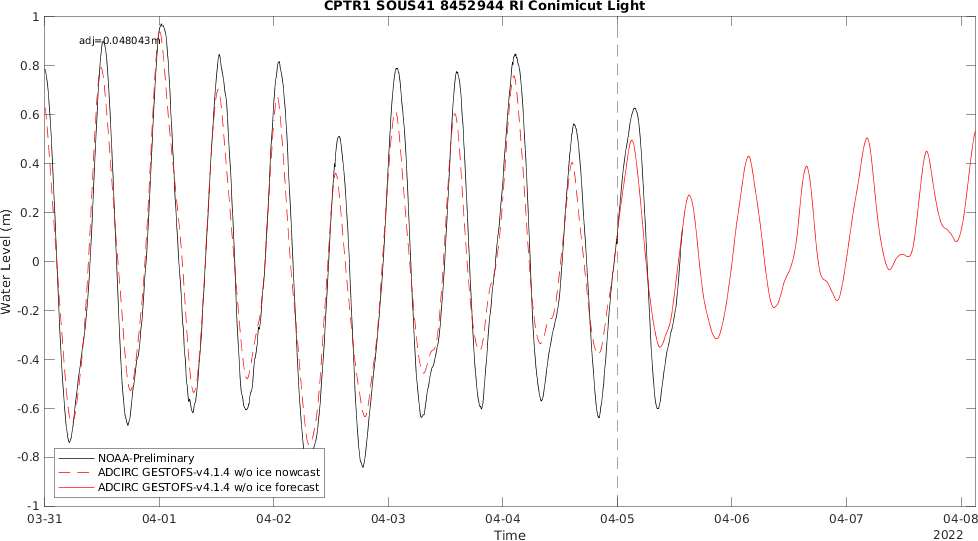 CPTR1 SOUS41 8452944 RI Conimicut Light
adj=0.048043m
1
0.8
0.6
0.4
0.2
0
-0.2
-0.4
-0.6
-0.8
-1
Water Level (m)
NOAA-Preliminary
ADCIRC GESTOFS-v4.1.4 w/o ice nowcast
ADCIRC GESTOFS-v4.1.4 w/o ice forecast
03-31 04-01 04-02 04-03 04-04 04-05 04-06 04-07 04-08
Time 2022